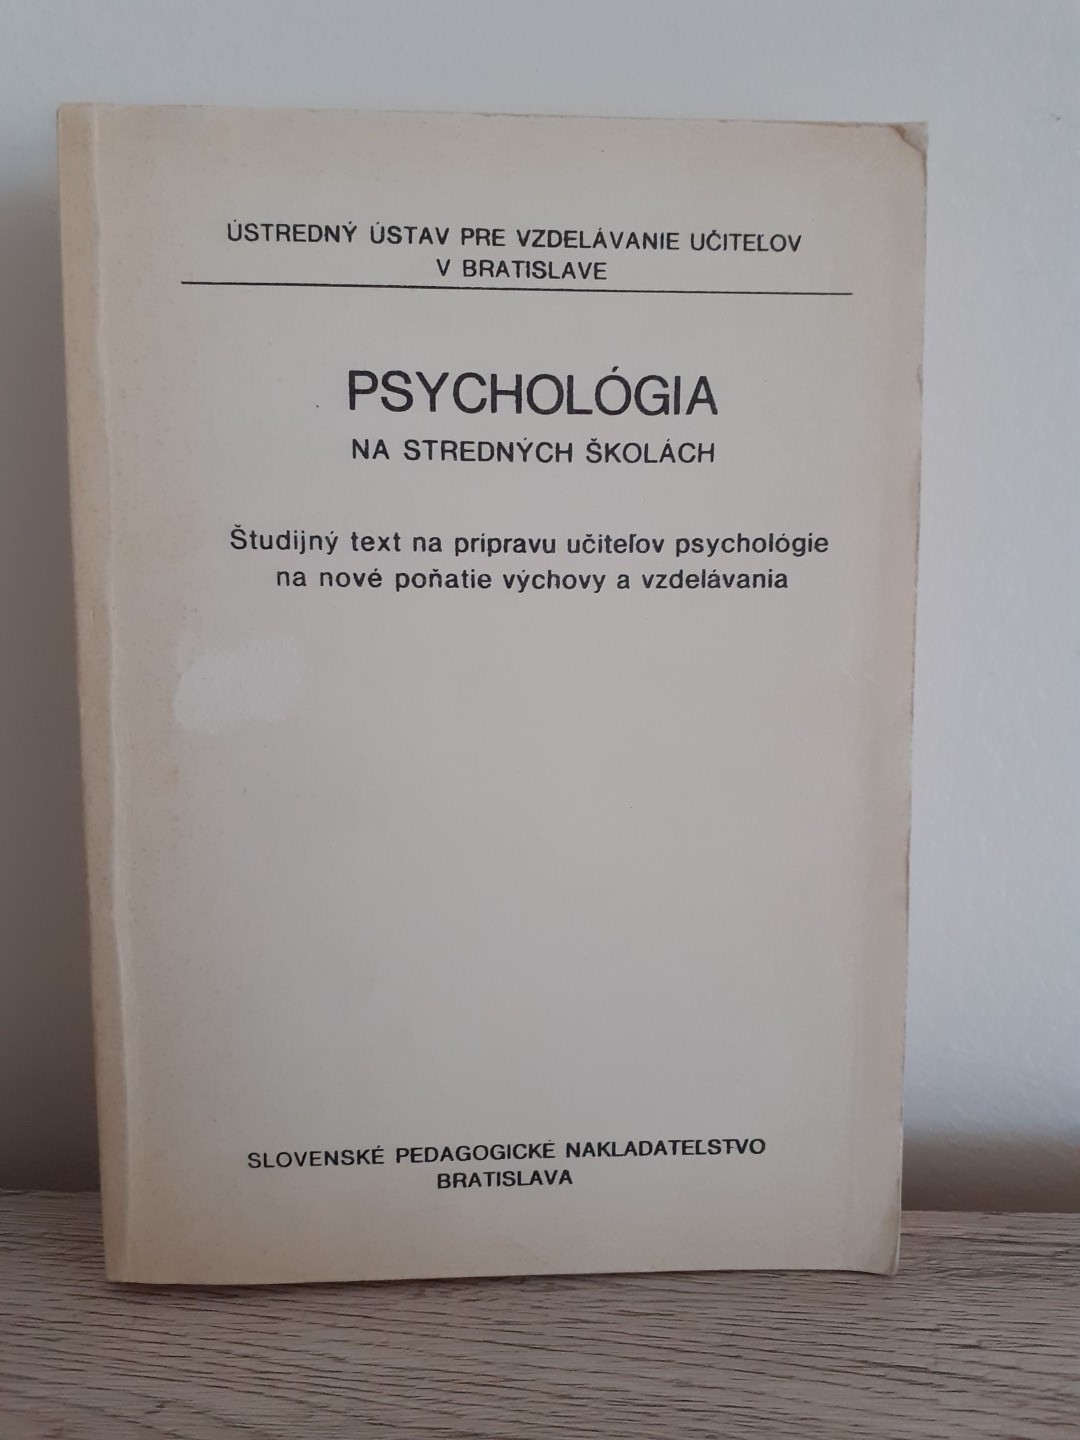 ÚSTREDNÝ ÚSTAV PRE VZDELÁVANIE UČITEĽOV
V BRATISLAVE
PSYCHOLÓGIA
NA STREDNÝCH ŠKOLÁCH
Študijný text na prípravu učiteľov psychológie
na nové poňatie výchovy a vzdelávania
SLOVENSKÉ PEDAGOGICKÉ NAKLADATEĽSTVO
BRATISLAVA